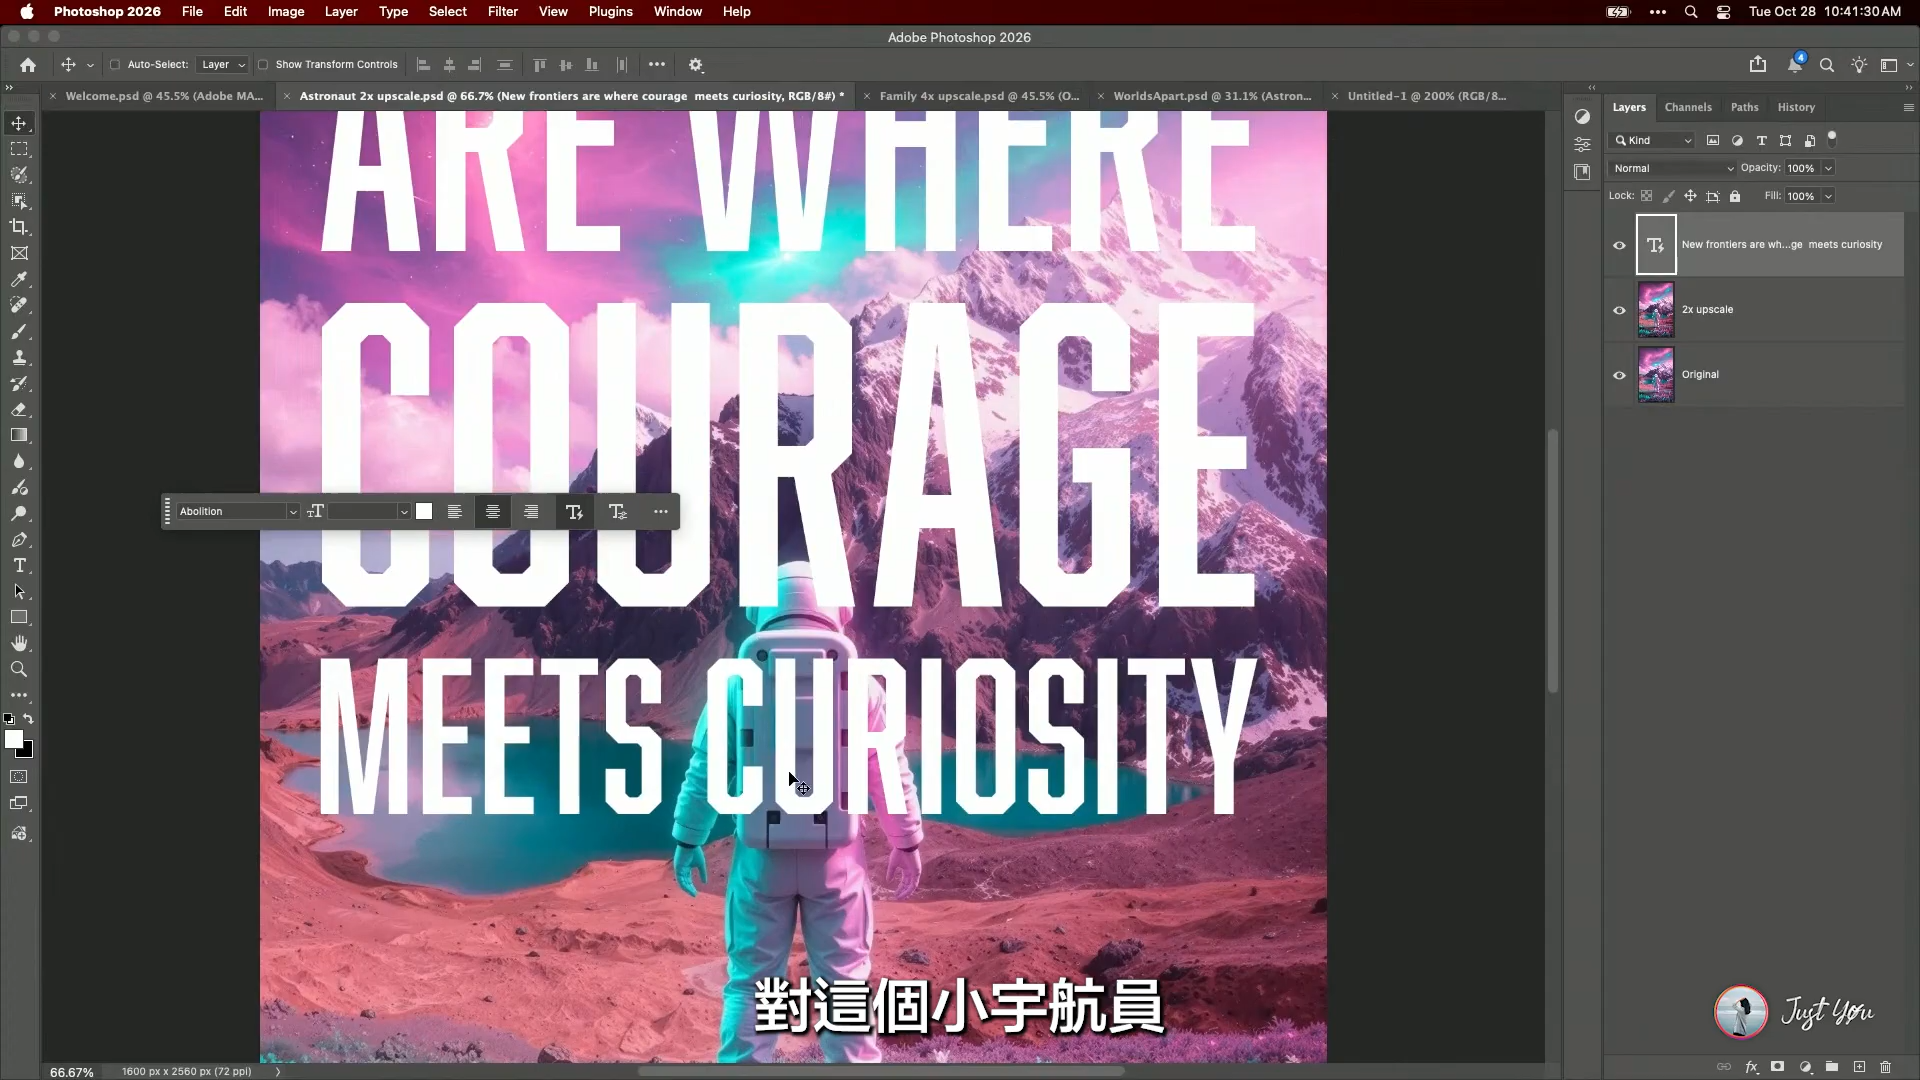 Photoshop 2026 File Edit Image Layer Type Select Filter View Plugins Window Help Tue Oct 28 10:41:30 AM
Adobe Photoshop 2026
Auto-Select: Layer Show Transform Controls
Welcome.psd @ 45.5% (Adobe MA... Astronaut 2x upscale.psd @ 66.7% (New frontiers are where courage meets curiosity, RGB/8#) * Family 4x upscale.psd @ 45.5% (O... WorldsApart.psd @ 31.1% (Astron... Untitled-1 @ 200% (RGB/8...
4
Layers Channels Paths History
Kind
Normal Opacity: 100%
Lock: Fill: 100%
New frontiers are wh...ge meets curiosity
2x upscale
Original
ARE WHERE
COURAGE
Abolition
MEETS CURIOSITY
對這個小宇航員
Just You
66.67% 1600 px x 2560 px (72 ppi)